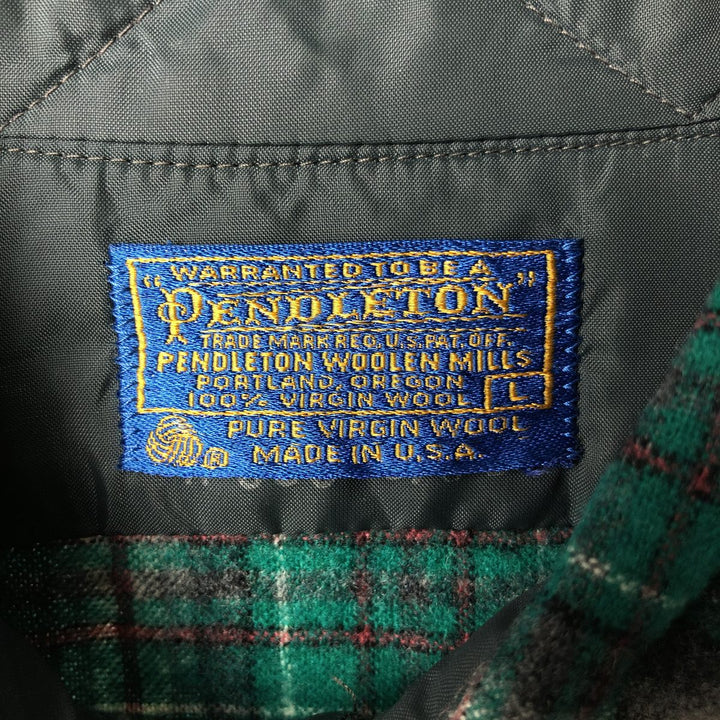 WARRANTED TO BE A
"PENDLETON"
TRADE MARK REG. U.S. PAT. OFF.
PENDLETON WOOLEN MILLS
PORTLAND, OREGON
100% VIRGIN WOOL L
PURE VIRGIN WOOL
® MADE IN U.S.A.